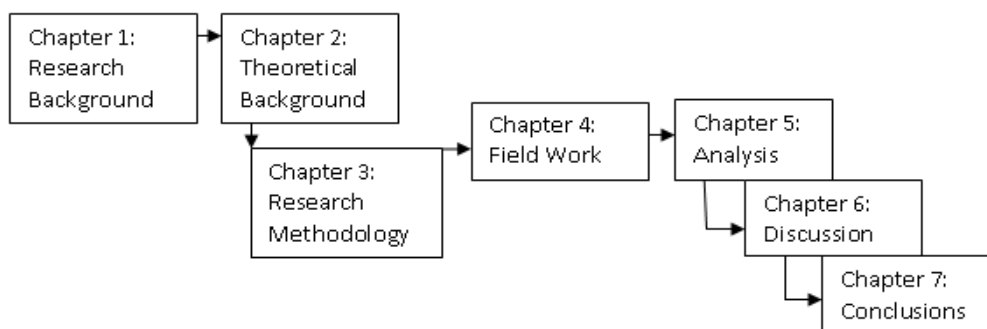 Chapter 1:
Research
Background
Chapter 2:
Theoretical
Background
Chapter 3:
Research
Methodology
Chapter 4:
Field Work
Chapter 5:
Analysis
Chapter 6:
Discussion
Chapter 7:
Conclusions